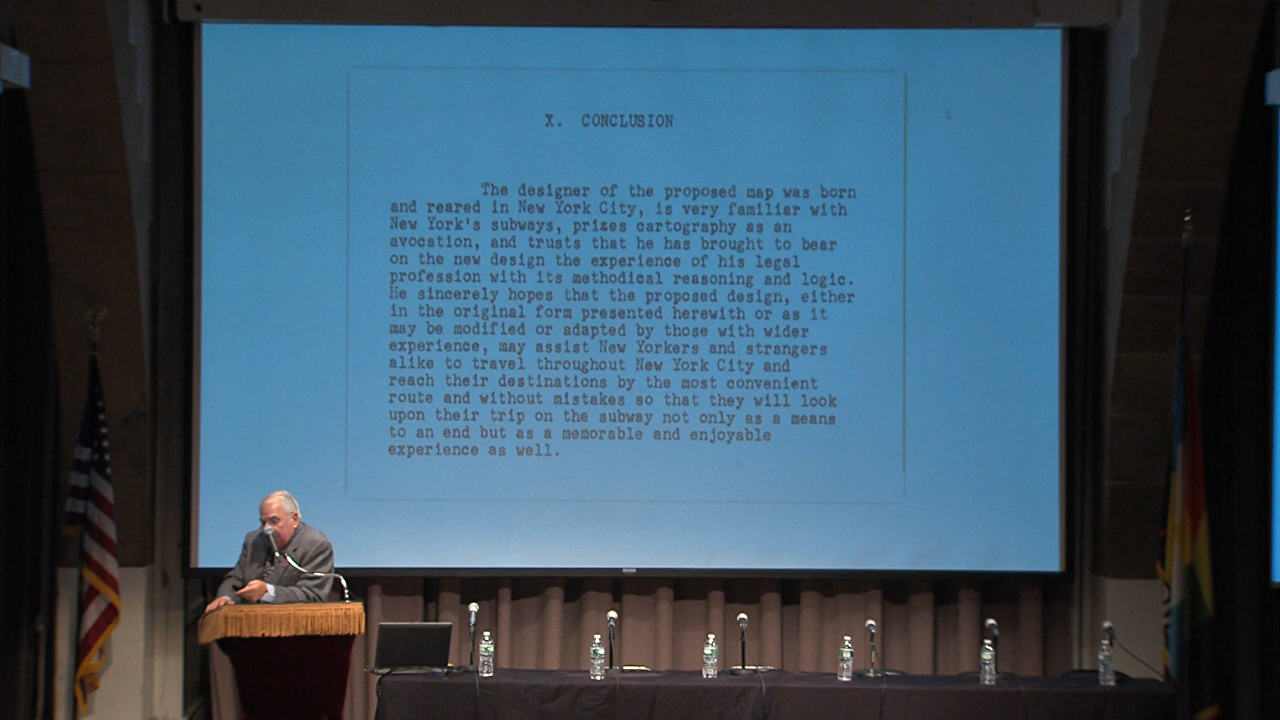 X. CONCLUSION
The designer of the proposed map was born
and reared in New York City, is very familiar with
New York's subways, prizes cartography as an
avocation, and trusts that he has brought to bear
on the new design the experience of his legal
profession with its methodical reasoning and logic.
He sincerely hopes that the proposed design, either
in the original form presented herewith or as it
may be modified or adapted by those with wider
experience, may assist New Yorkers and strangers
alike to travel throughout New York City and
reach their destinations by the most convenient
route and without mistakes so that they will look
upon their trip on the subway not only as a means
to an end but as a memorable and enjoyable
experience as well.